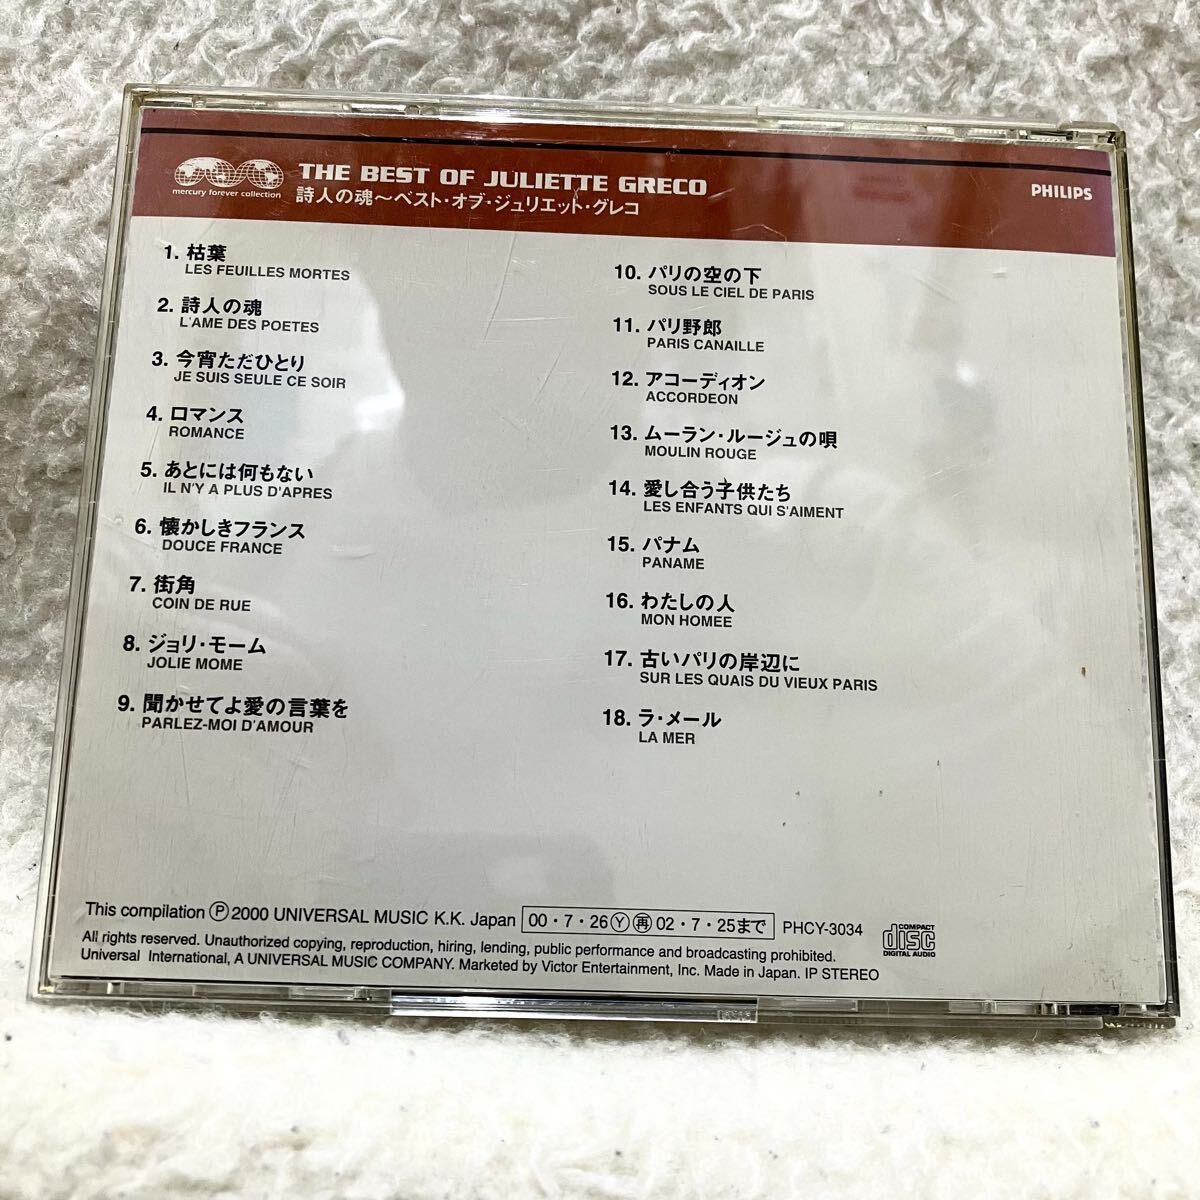 mercury forever collection
THE BEST OF JULIETTE GRECO
詩人の魂〜ベスト・オブ・ジュリエット・グレコ
PHILIPS
1. 枯葉
LES FEUILLES MORTES
2. 詩人の魂
L'AME DES POETES
3. 今宵ただひとり
JE SUIS SEULE CE SOIR
4. ロマンス
ROMANCE
5. あとには何もない
IL N'Y A PLUS D'APRES
6. 懐かしきフランス
DOUCE FRANCE
7. 街角
COIN DE RUE
8. ジョリ・モーム
JOLIE MOME
9. 聞かせてよ愛の言葉を
PARLEZ-MOI D'AMOUR
10. パリの空の下
SOUS LE CIEL DE PARIS
11. パリ野郎
PARIS CANAILLE
12. アコーディオン
ACCORDEON
13. ムーラン・ルージュの唄
MOULIN ROUGE
14. 愛し合う子供たち
LES ENFANTS QUI S'AIMENT
15. パナム
PANAME
16. わたしの人
MON HOMEE
17. 古いパリの岸辺に
SUR LES QUAIS DU VIEUX PARIS
18. ラ・メール
LA MER
This compilation Ⓟ 2000 UNIVERSAL MUSIC K.K. Japan 00・7・26Ⓨ㊢02・7・25まで PHCY-3034
COMPACT disc DIGITAL AUDIO
All rights reserved. Unauthorized copying, reproduction, hiring, lending, public performance and broadcasting prohibited.
Universal International, A UNIVERSAL MUSIC COMPANY. Marketed by Victor Entertainment, Inc. Made in Japan. IP STEREO